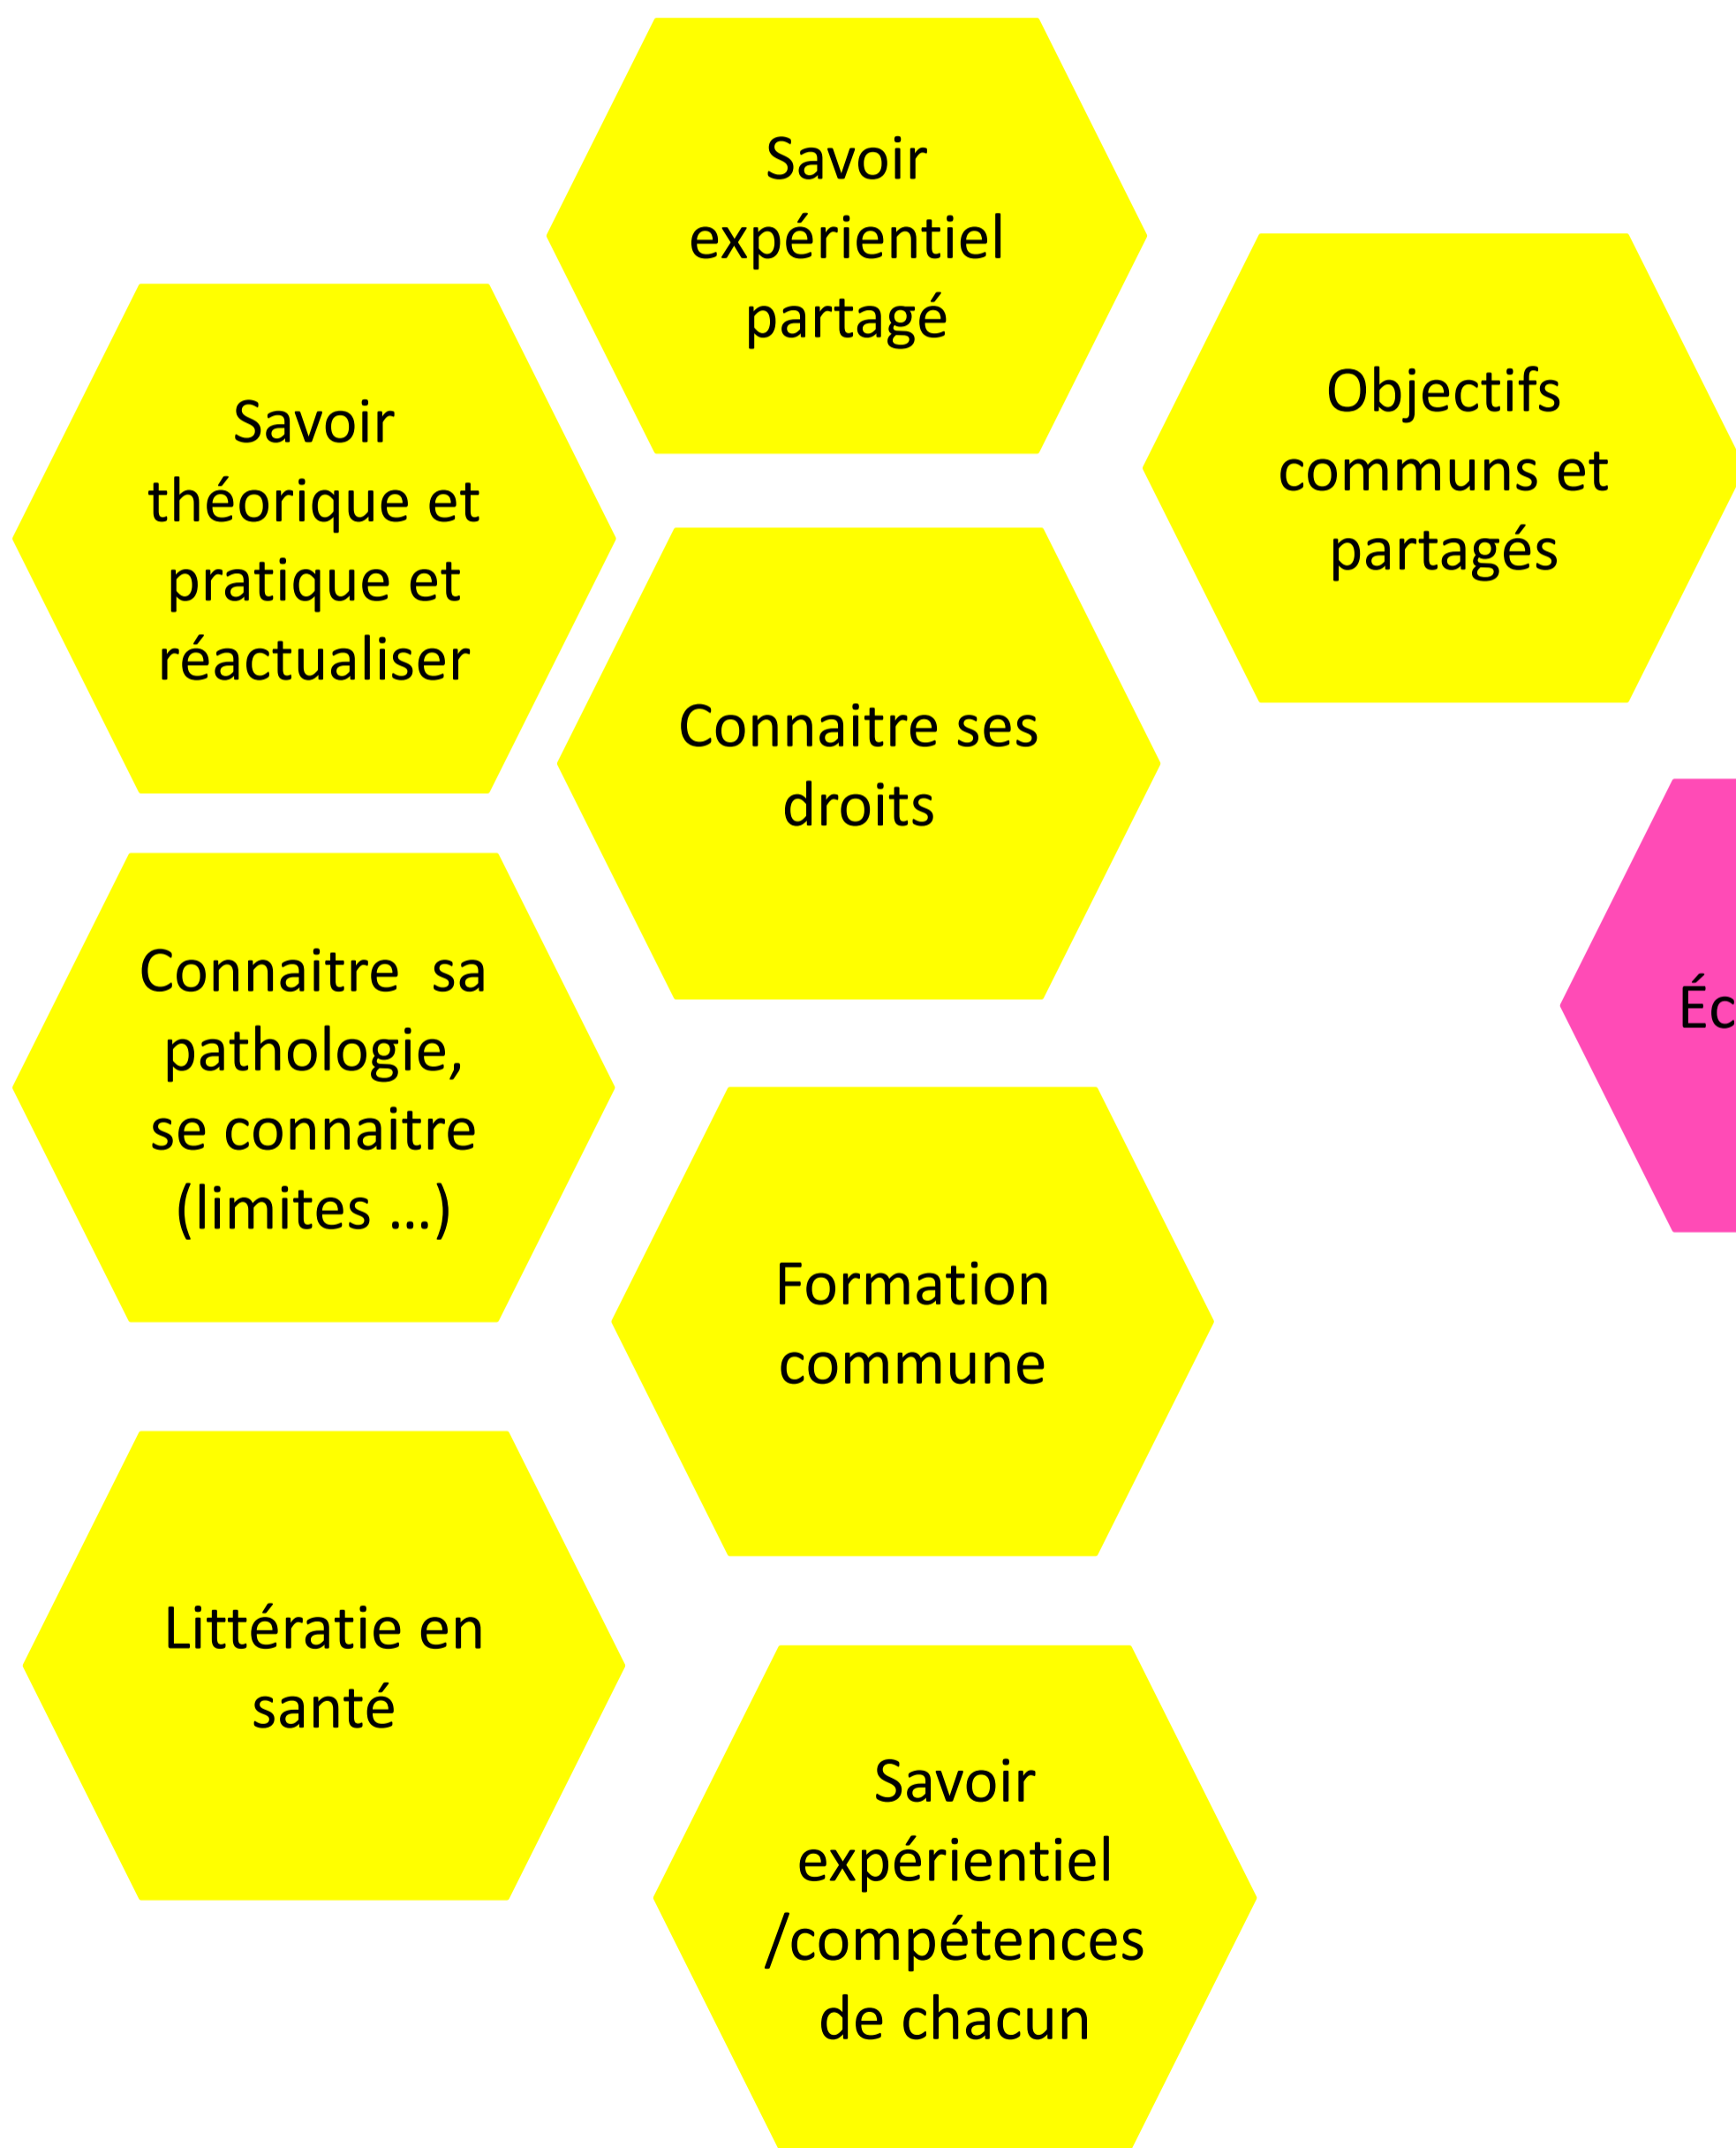 Savoir
expérientiel
partagé
Objectifs
communs et
partagés
Savoir
théorique et
pratique et
réactualiser
Connaitre ses
droits
Connaitre  sa
pathologie,
se connaitre
(limites ...)
Formation
commune
Littératie en
santé
Savoir
expérientiel
/compétences
de chacun